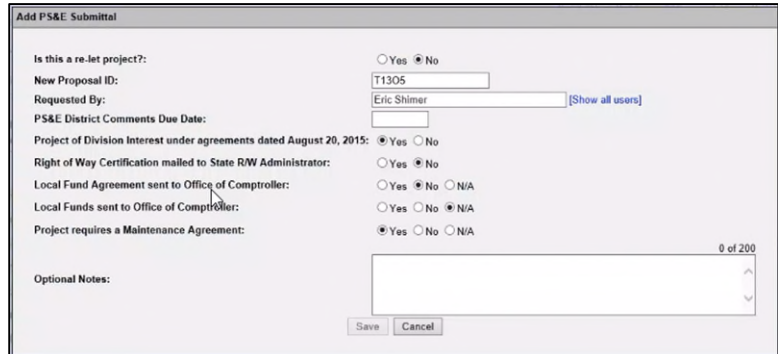 Add PS&E Submittal
Is this a re-let project?: Yes No
New Proposal ID: T13O5
Requested By: Eric Shimer [Show all users]
PS&E District Comments Due Date:
Project of Division Interest under agreements dated August 20, 2015: Yes No
Right of Way Certification mailed to State R/W Administrator: Yes No
Local Fund Agreement sent to Office of Comptroller: Yes No N/A
Local Funds sent to Office of Comptroller: Yes No N/A
Project requires a Maintenance Agreement: Yes No N/A
0 of 200
Optional Notes:
Save Cancel